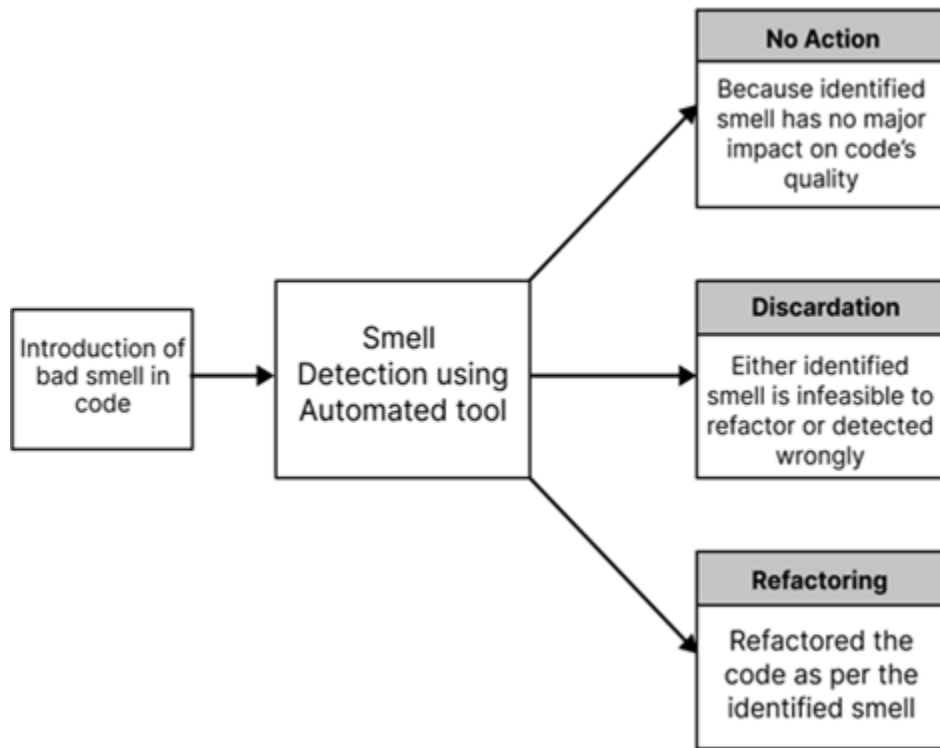 Introduction of
bad smell in
code
Smell
Detection using
Automated tool
No Action
Because identified
smell has no major
impact on code's
quality
Discardation
Either identified
smell is infeasible to
refactor or detected
wrongly
Refactoring
Refactored the
code as per the
identified smell